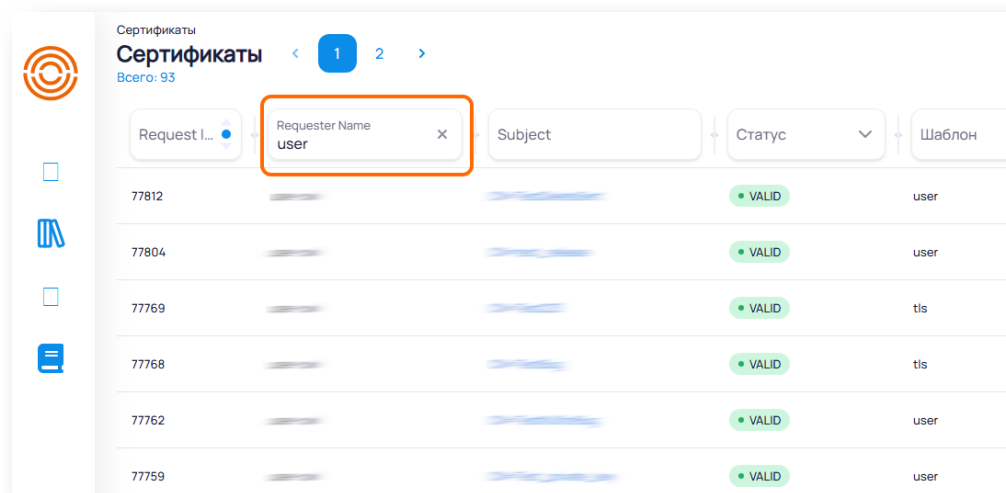 Сертификаты
Сертификаты 1 2
Всего: 93
Request I... Requester Name user Subject Статус Шаблон
77812 VALID user
77804 VALID user
77769 VALID tls
77768 VALID tls
77762 VALID user
77759 VALID user